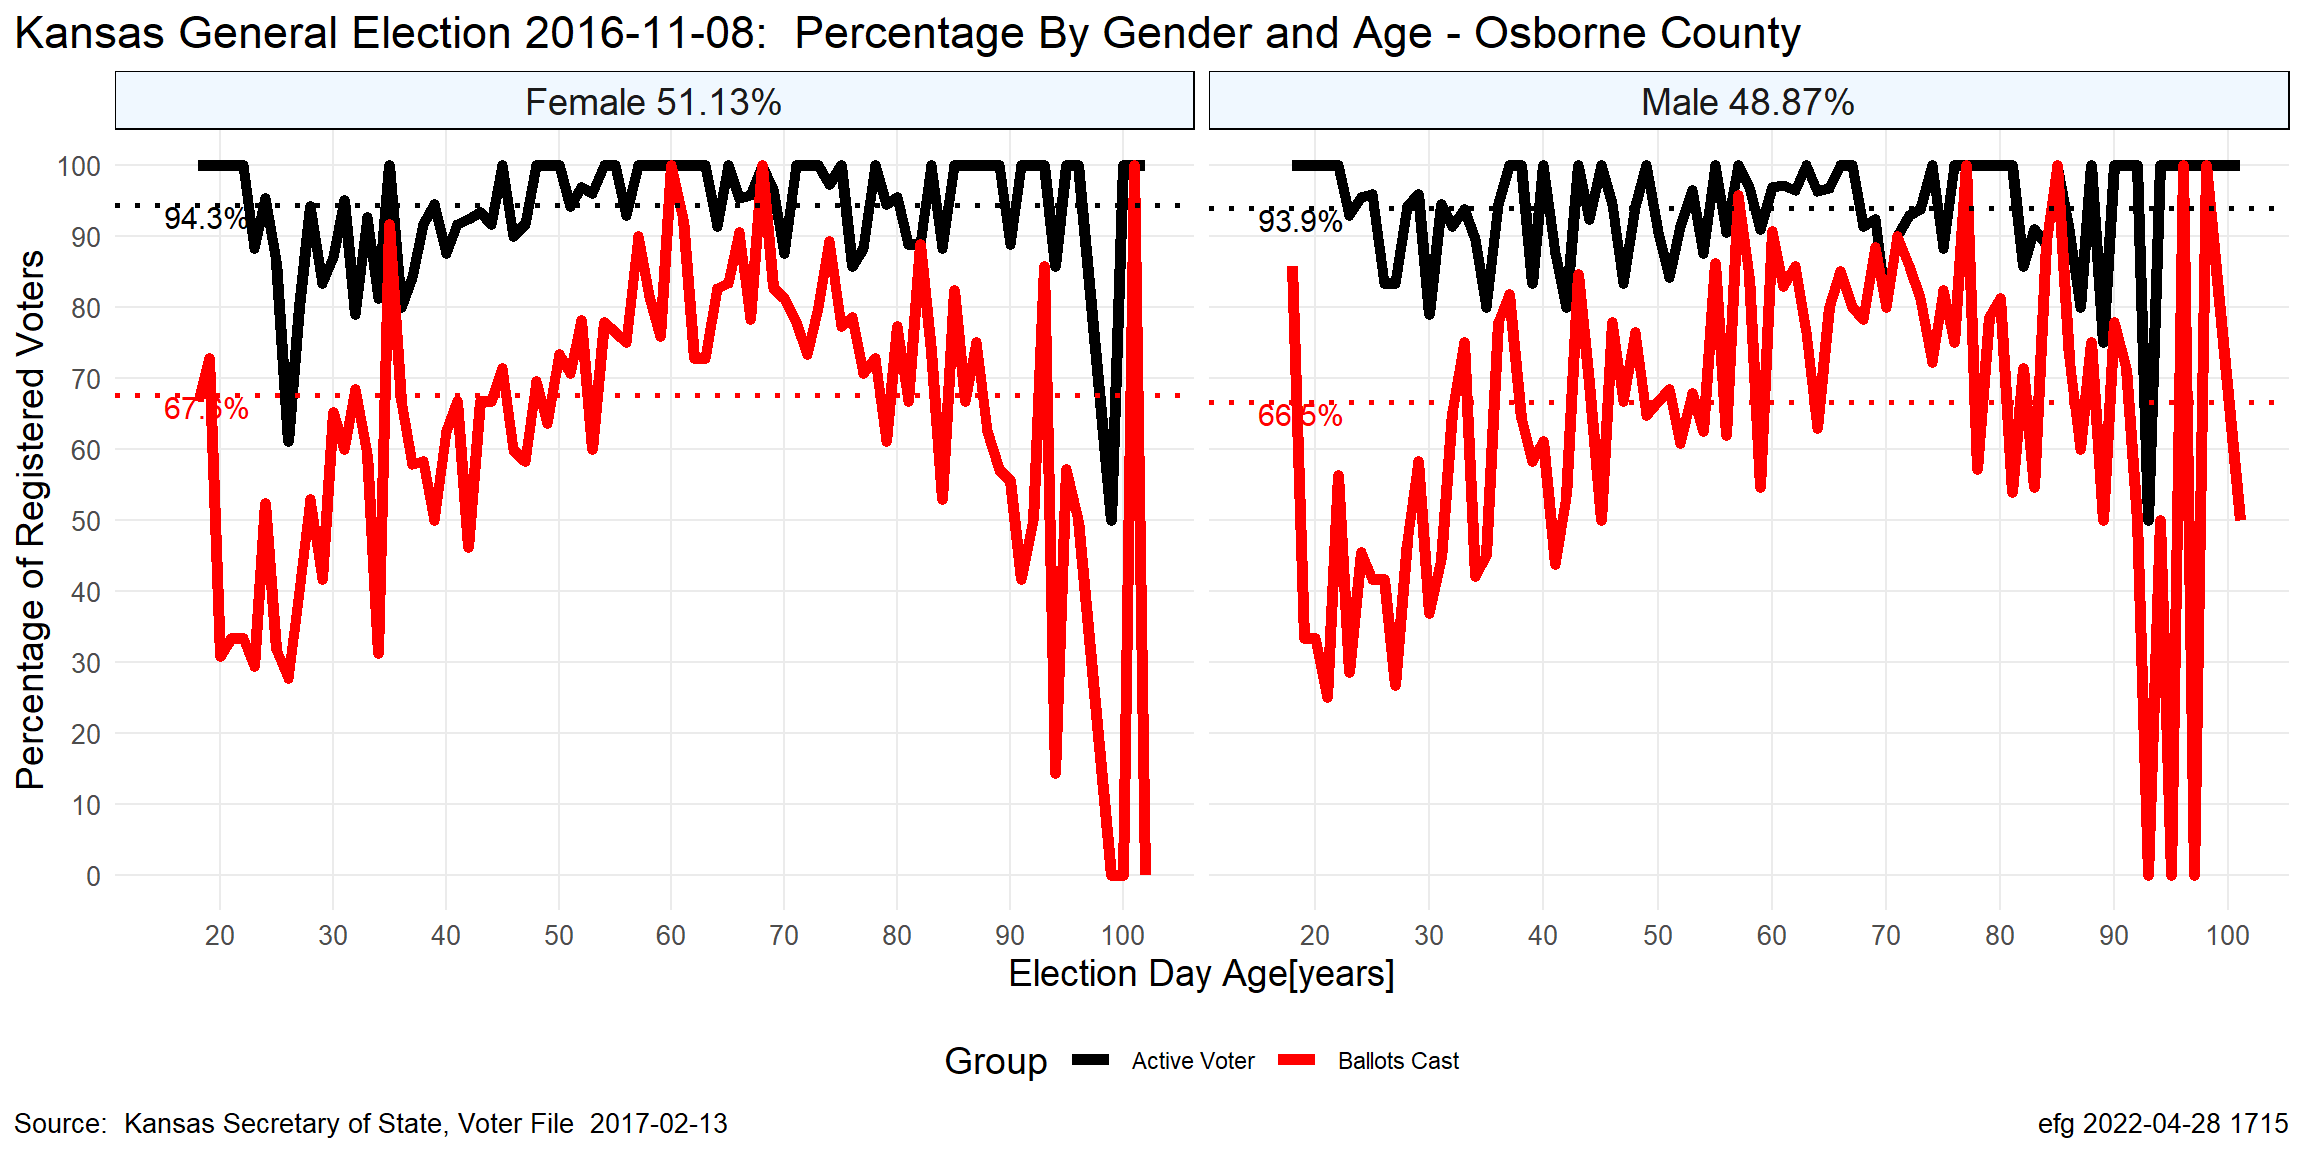 Kansas General Election 2016-11-08:  Percentage By Gender and Age - Osborne County
Female 51.13%
Male 48.87%
Percentage of Registered Voters
100
90
80
70
60
50
40
30
20
10
0
94.3%
67.6%
93.9%
66.5%
20 30 40 50 60 70 80 90 100
20 30 40 50 60 70 80 90 100
Election Day Age[years]
Group Active Voter Ballots Cast
Source:  Kansas Secretary of State, Voter File  2017-02-13
efg 2022-04-28 1715